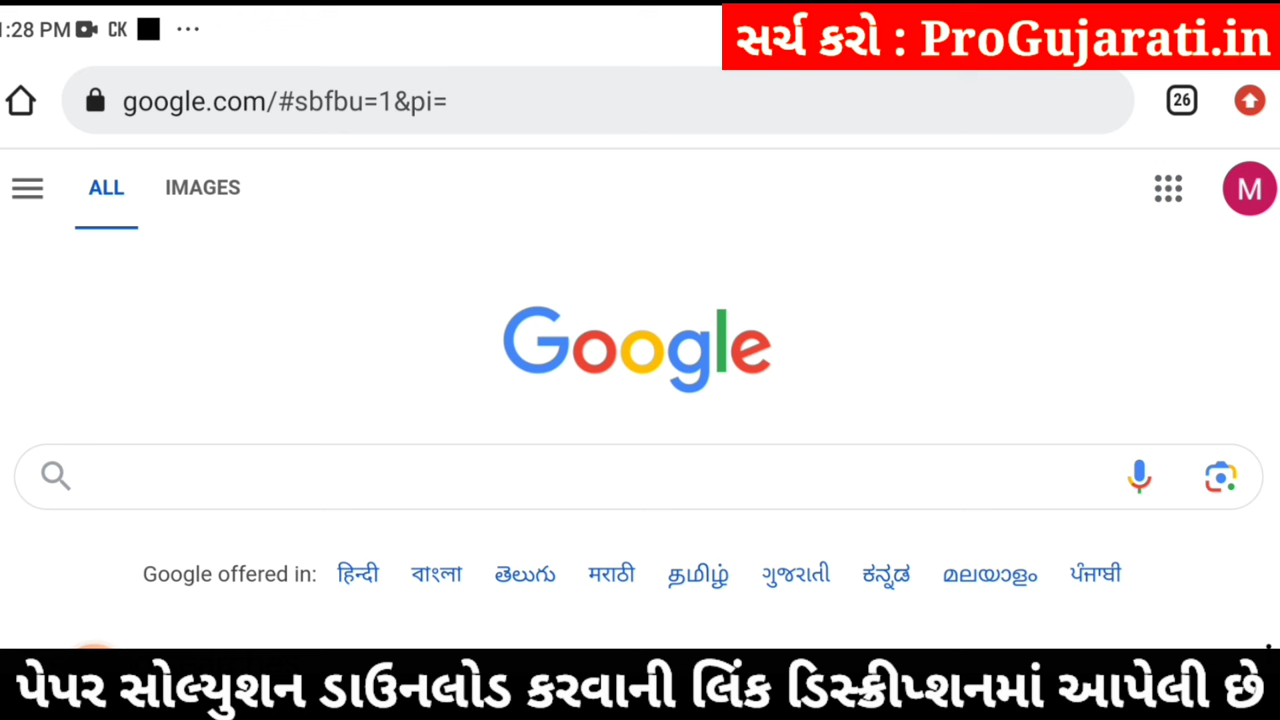 :28 PM CK ...
સર્ચ કરો : ProGujarati.in
google.com/#sbfbu=1&pi=
26
ALL IMAGES
M
Google
Google offered in: हिन्दी বাংলা తెలుగు मराठी தமிழ் ગુજરાતી ಕನ್ನಡ മലയാളം ਪੰਜਾਬੀ
પેપર સોલ્યુશન ડાઉનલોડ કરવાની લિંક ડિસ્ક્રીપ્શનમાં આપેલી છે